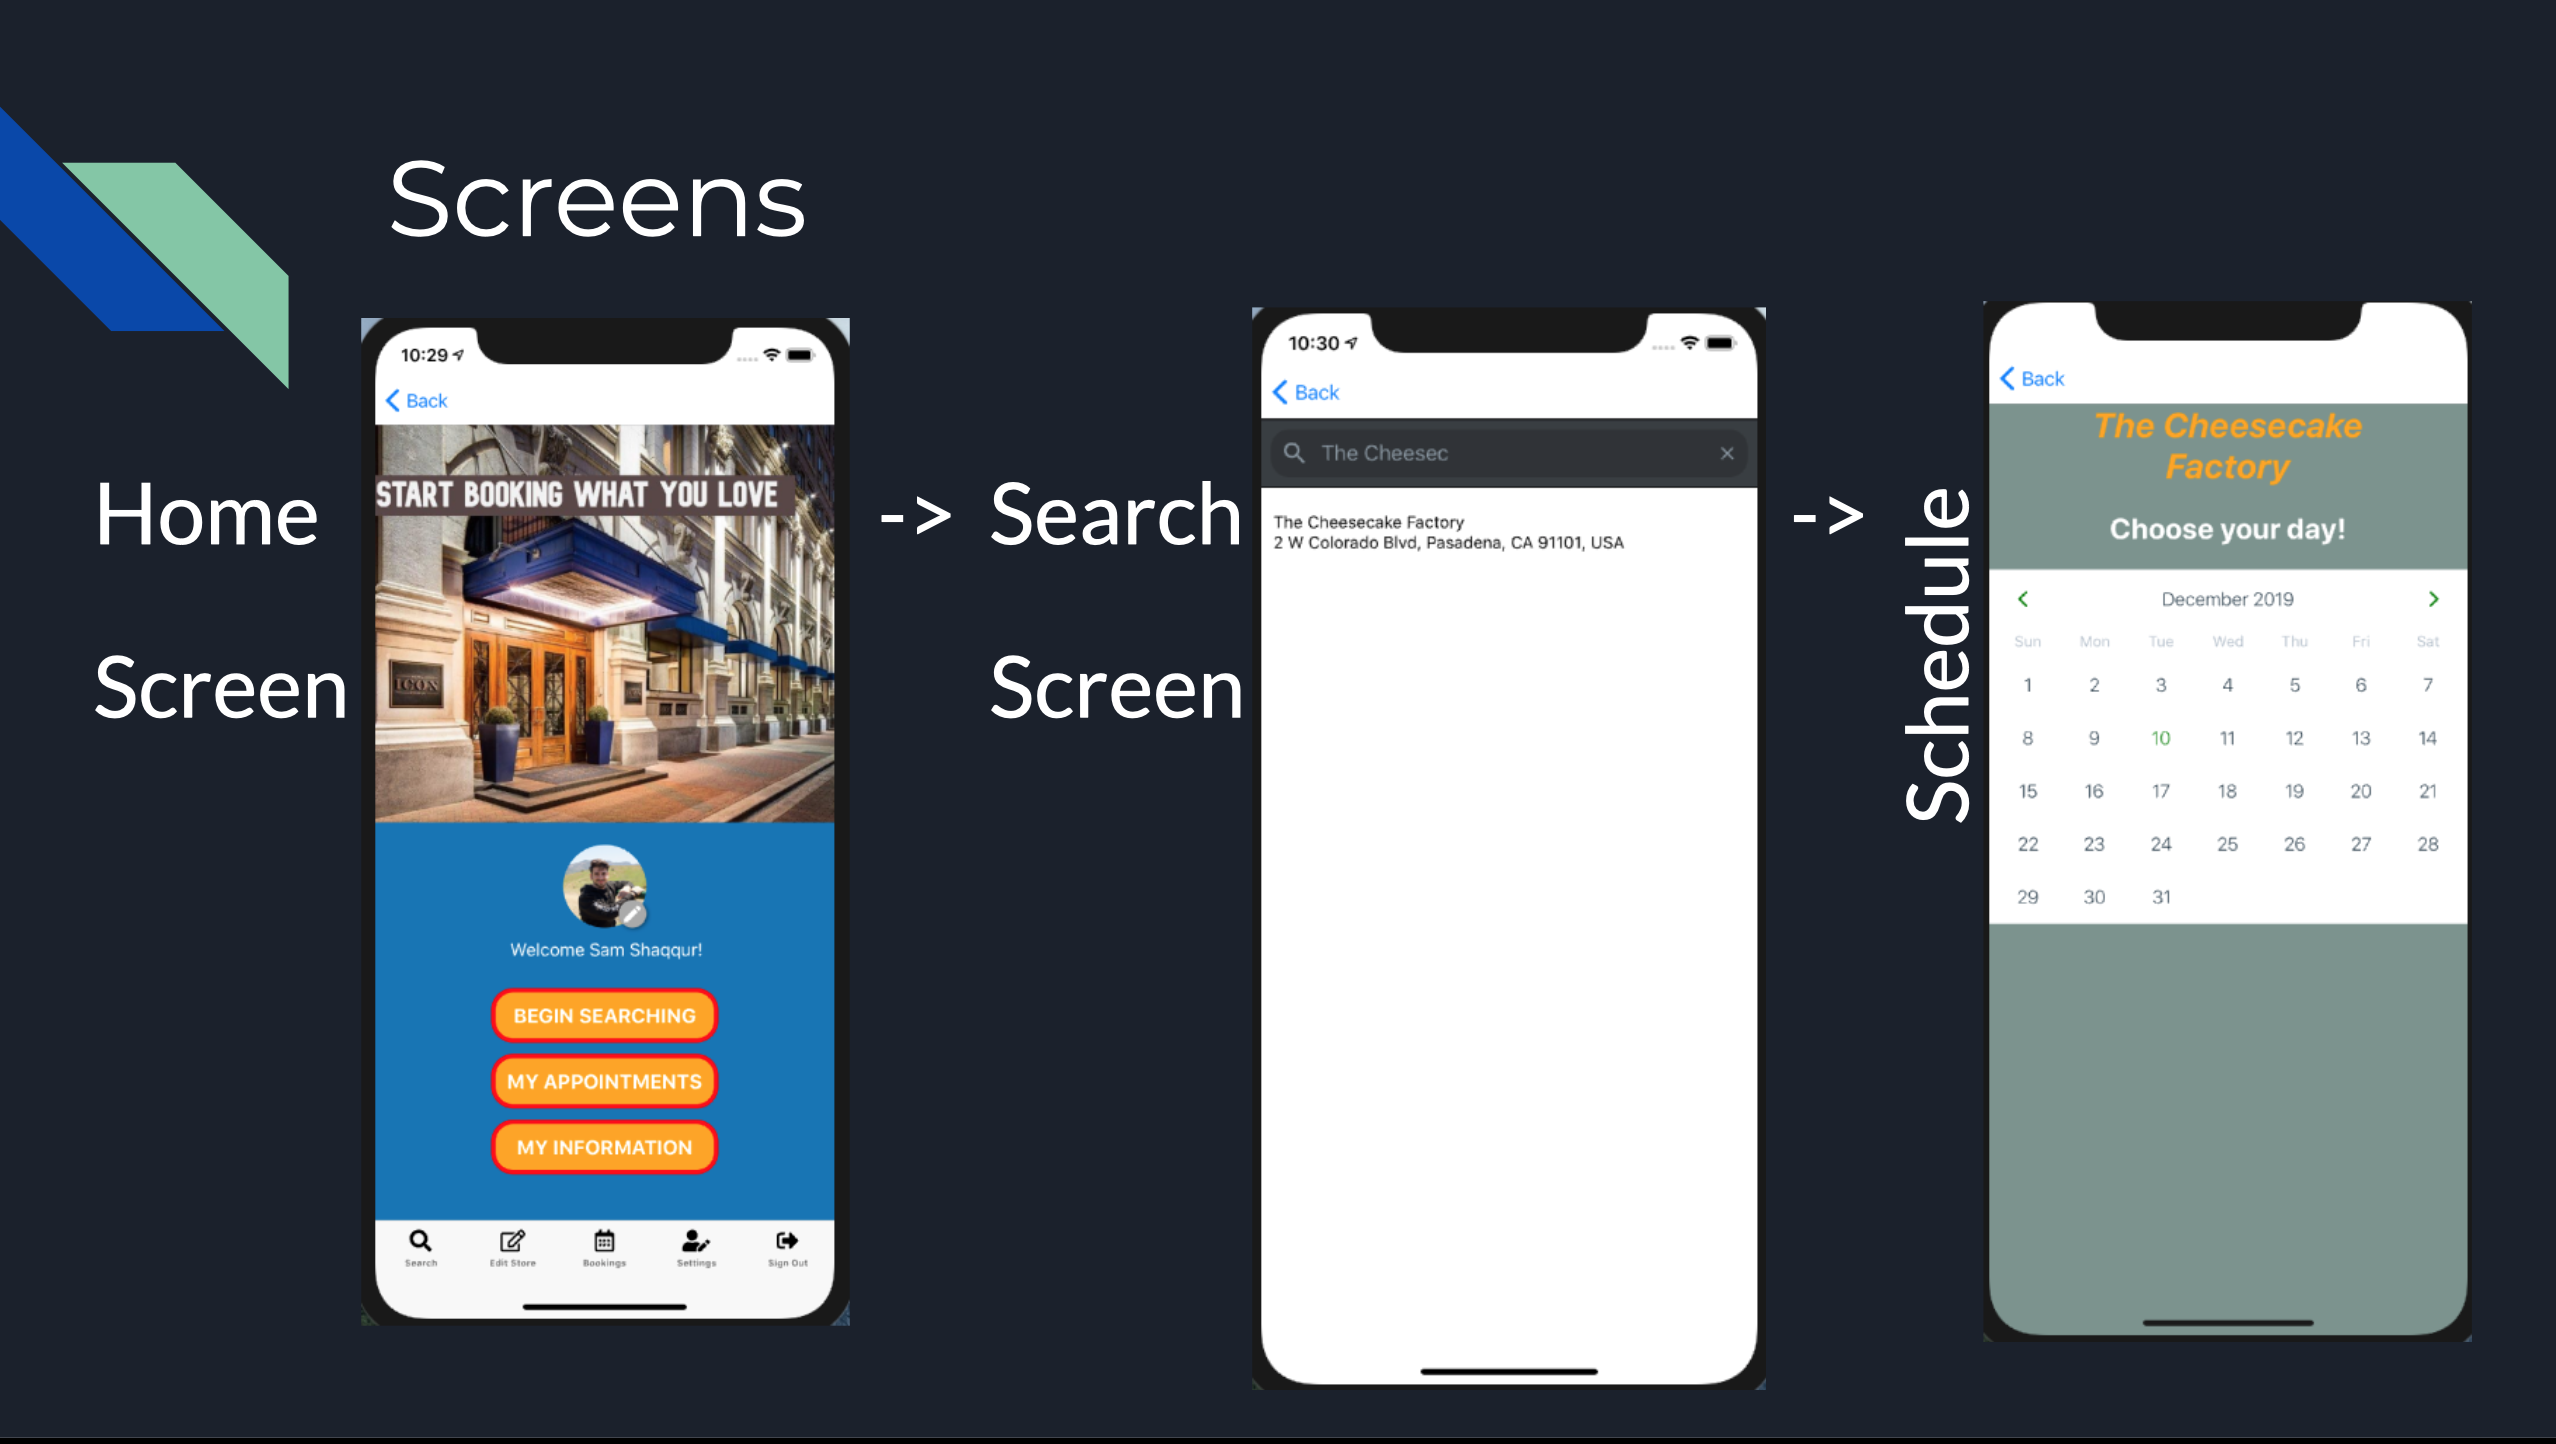 Screens
Home
Screen
10:29
Back
START BOOKING WHAT YOU LOVE
ICON
Welcome Sam Shaqqur!
BEGIN SEARCHING
MY APPOINTMENTS
MY INFORMATION
Search Edit Store Bookings Settings Sign Out
-> Search
Screen
10:30
Back
The Cheesec
The Cheesecake Factory
2 W Colorado Blvd, Pasadena, CA 91101, USA
->
Schedule
Back
The Cheesecake
Factory
Choose your day!
December 2019
Sun Mon Tue Wed Thu Fri Sat
1 2 3 4 5 6 7
8 9 10 11 12 13 14
15 16 17 18 19 20 21
22 23 24 25 26 27 28
29 30 31